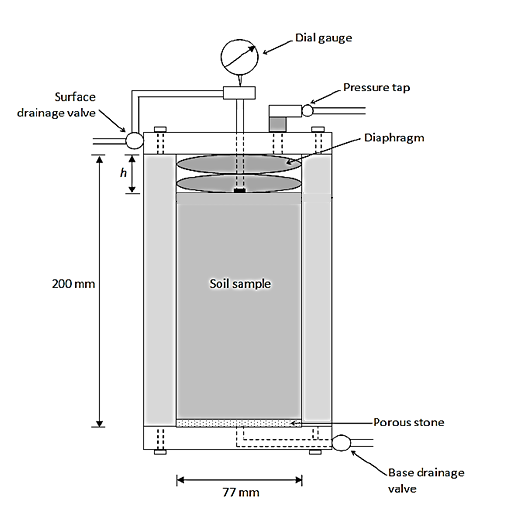 Dial gauge
Pressure tap
Surface
drainage valve
Diaphragm
h
200 mm
Soil sample
Porous stone
Base drainage
valve
77 mm